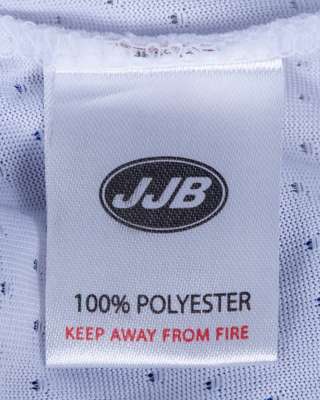 JJB
100% POLYESTER
KEEP AWAY FROM FIRE